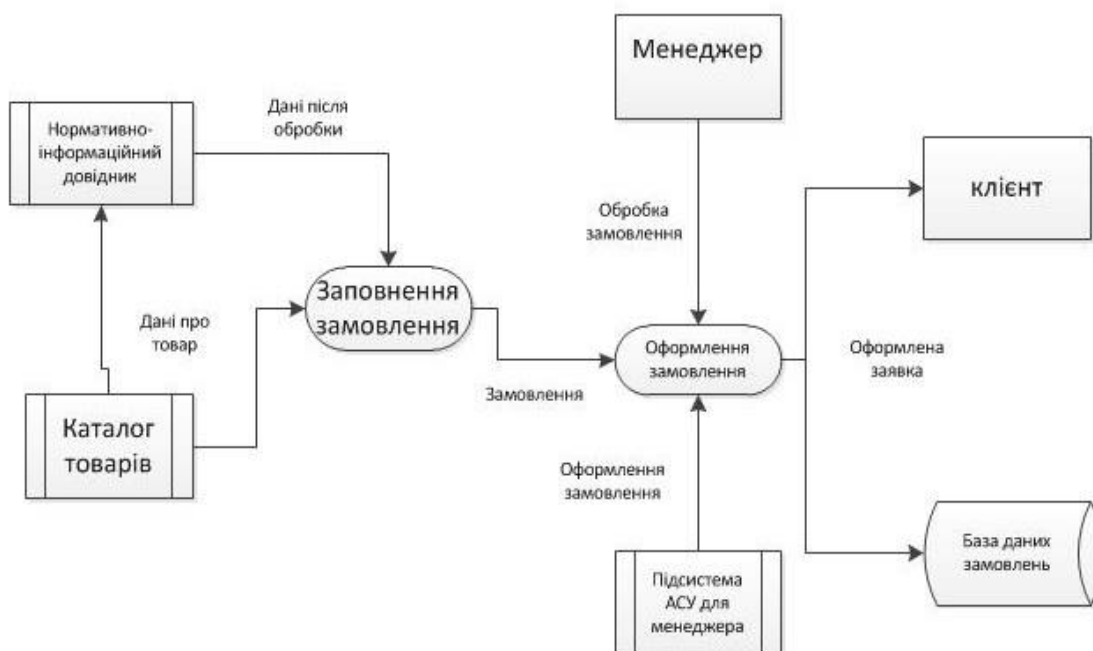 Менеджер
Дані після
обробки
Нормативно-
інформаційний
довідник
клієнт
Обробка
замовлення
Заповнення
замовлення
Дані про
товар
Оформлення
замовлення
Оформлена
заявка
Замовлення
Каталог
товарів
Оформлення
замовлення
База даних
замовлень
Підсистема
АСУ для
менеджера